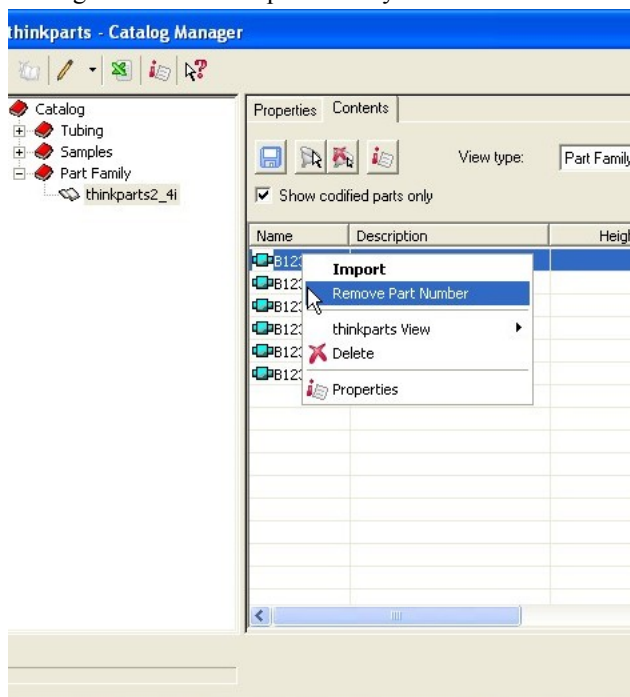 thinkparts - Catalog Manager
Catalog
Tubing
Samples
Part Family
thinkparts2_4i
Properties
Contents
View type:
Part Family
Show codified parts only
Name
Description
B123
Import
B123
Remove Part Number
B123
B123
thinkparts View
B123
Delete
B123
Properties